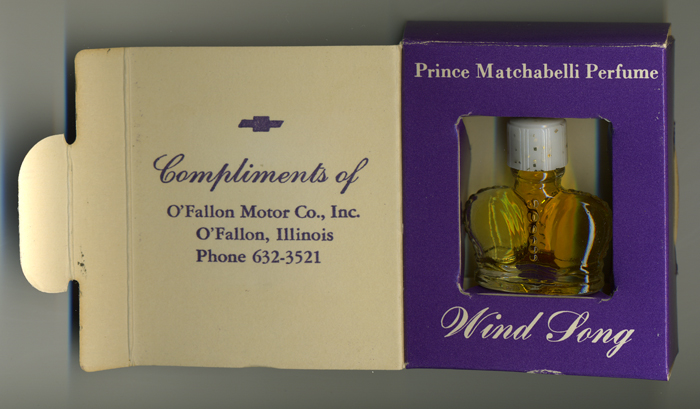 Compliments of
O'Fallon Motor Co., Inc.
O'Fallon, Illinois
Phone 632-3521
Prince Matchabelli Perfume
Wind Song